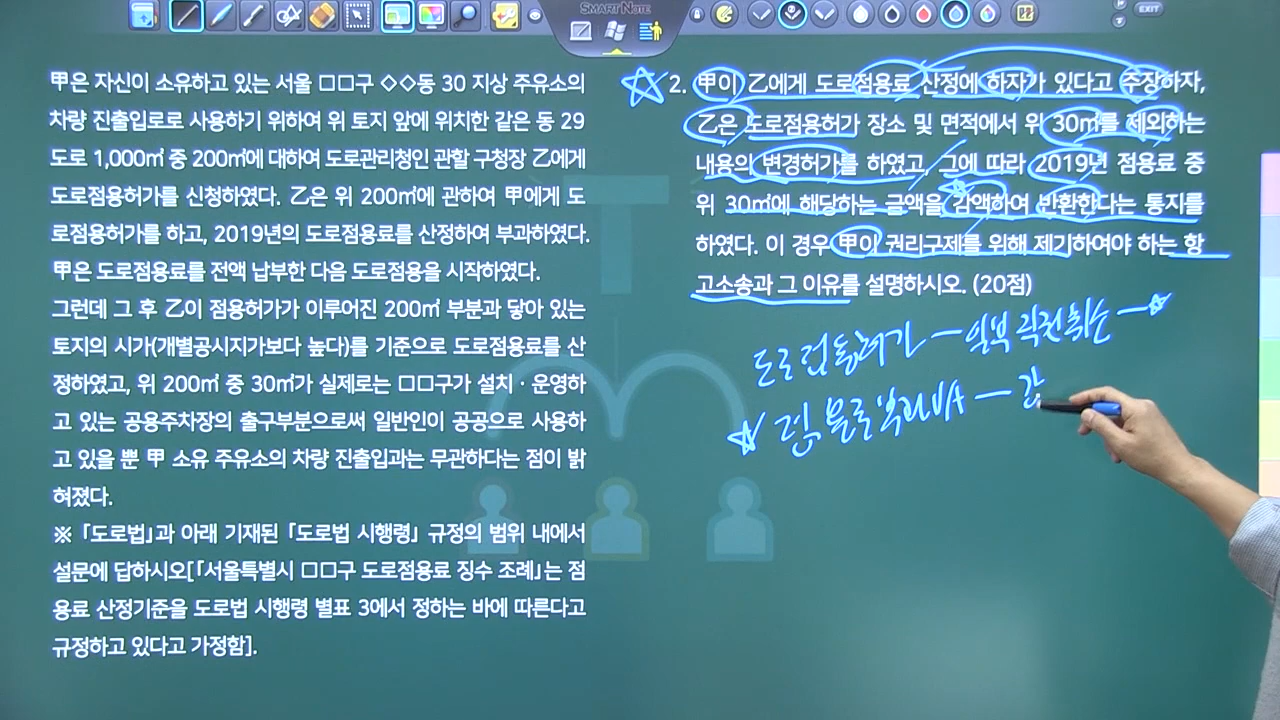 SMART NOTE
EXIT
甲은 자신이 소유하고 있는 서울 □□구 ◇◇동 30 지상 주유소의
차량 진출입로로 사용하기 위하여 위 토지 앞에 위치한 같은 동 29
도로 1,000㎡ 중 200㎡에 대하여 도로관리청인 관할 구청장 乙에게
도로점용허가를 신청하였다. 乙은 위 200㎡에 관하여 甲에게 도
로점용허가를 하고, 2019년의 도로점용료를 산정하여 부과하였다.
甲은 도로점용료를 전액 납부한 다음 도로점용을 시작하였다.
그런데 그 후 乙이 점용허가가 이루어진 200㎡ 부분과 닿아 있는
토지의 시가(개별공시지가보다 높다)를 기준으로 도로점용료를 산
정하였고, 위 200㎡ 중 30㎡가 실제로는 □□구가 설치ㆍ운영하
고 있는 공용주차장의 출구부분으로써 일반인이 공공으로 사용하
고 있을 뿐 甲 소유 주유소의 차량 진출입과는 무관하다는 점이 밝
혀졌다.
※ 「도로법」과 아래 기재된 「도로법 시행령」 규정의 범위 내에서
설문에 답하시오[「서울특별시 □□구 도로점용료 징수 조례」는 점
용료 산정기준을 도로법 시행령 별표 3에서 정하는 바에 따른다고
규정하고 있다고 가정함].
2. 甲이 乙에게 도로점용료 산정에 하자가 있다고 주장하자,
乙은 도로점용허가 장소 및 면적에서 위 30㎡를 제외하는
내용의 변경허가를 하였고, 그에 따라 2019년 점용료 중
위 30㎡에 해당하는 금액을 감액하여 반환한다는 통지를
하였다. 이 경우 甲이 권리구제를 위해 제기하여야 하는 항
고소송과 그 이유를 설명하시오. (20점)
도로점용허가 — 일부 직권취소 —